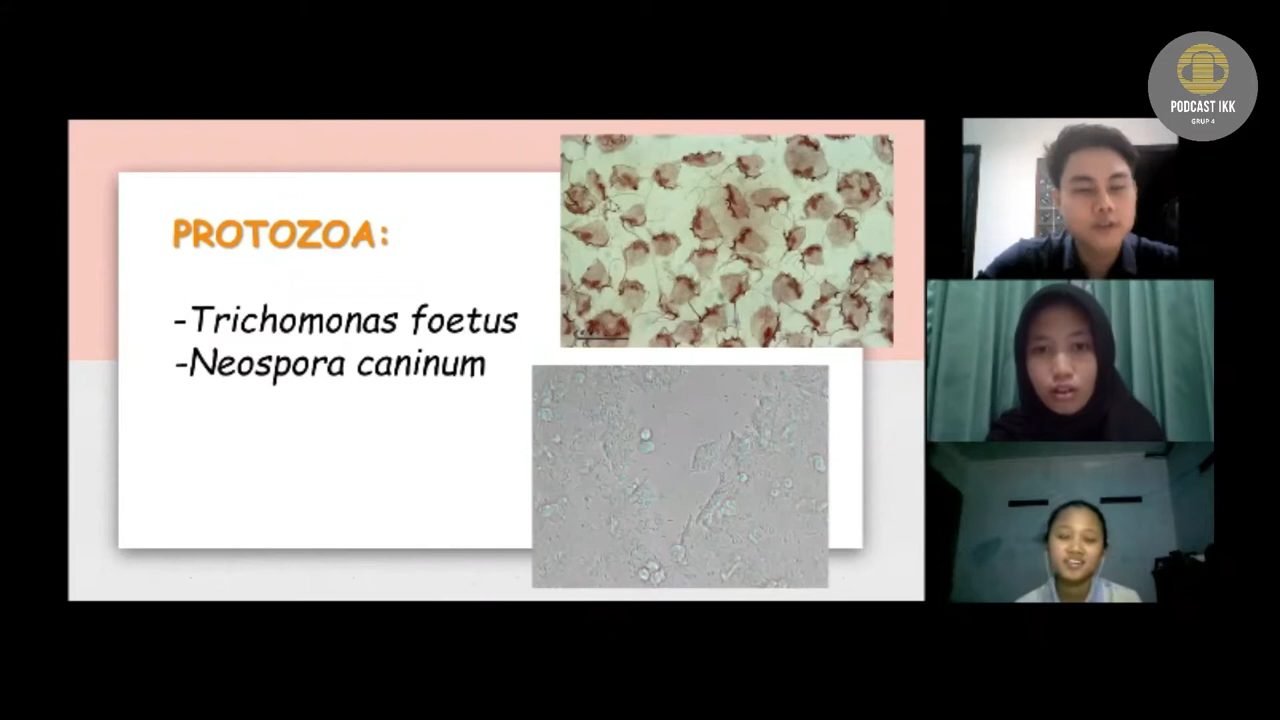 PODCAST IKK
GRUP 4
PROTOZOA:
-Trichomonas foetus
-Neospora caninum